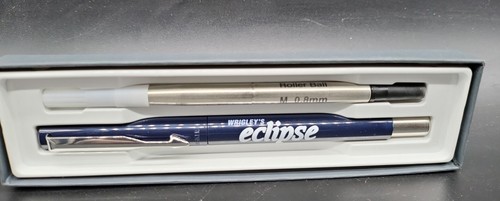 Roller Ball
M 0.8mm
WRIGLEY'S
eclipse